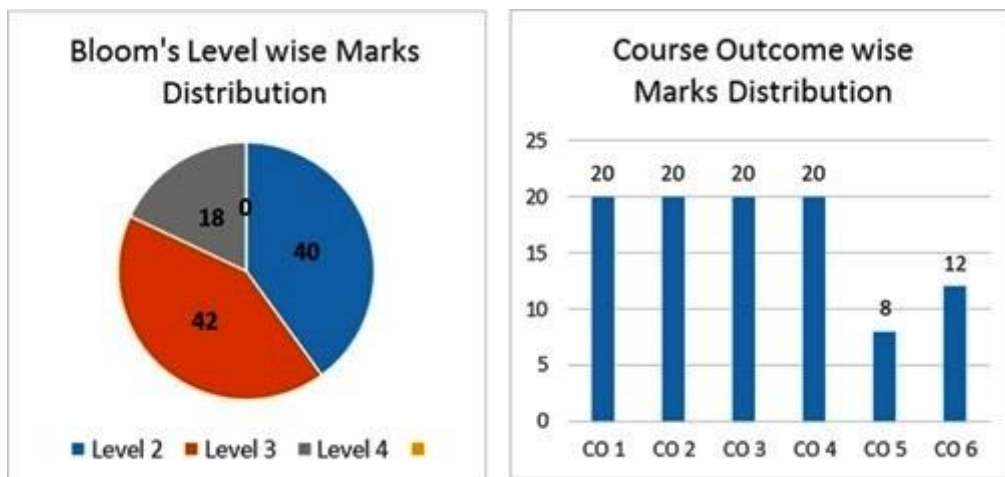 Bloom's Level wise Marks
Distribution
0
18
40
42
Level 2 Level 3 Level 4
Course Outcome wise
Marks Distribution
25
20 20 20 20
20
15
12
10
8
5
0
CO 1 CO 2 CO 3 CO 4 CO 5 CO 6